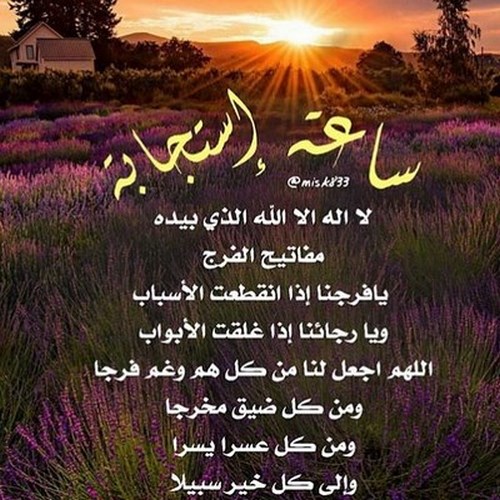 ساعة إستجابة
@misk833
لا اله الا الله الذي بيده
مفاتيح الفرج
يافرجنا إذا انقطعت الأسباب
ويا رجائنا إذا غلقت الأبواب
اللهم اجعل لنا من كل هم وغم فرجا
ومن كل ضيق مخرجا
ومن كل عسرا يسرا
وإلى كل خير سبيلا